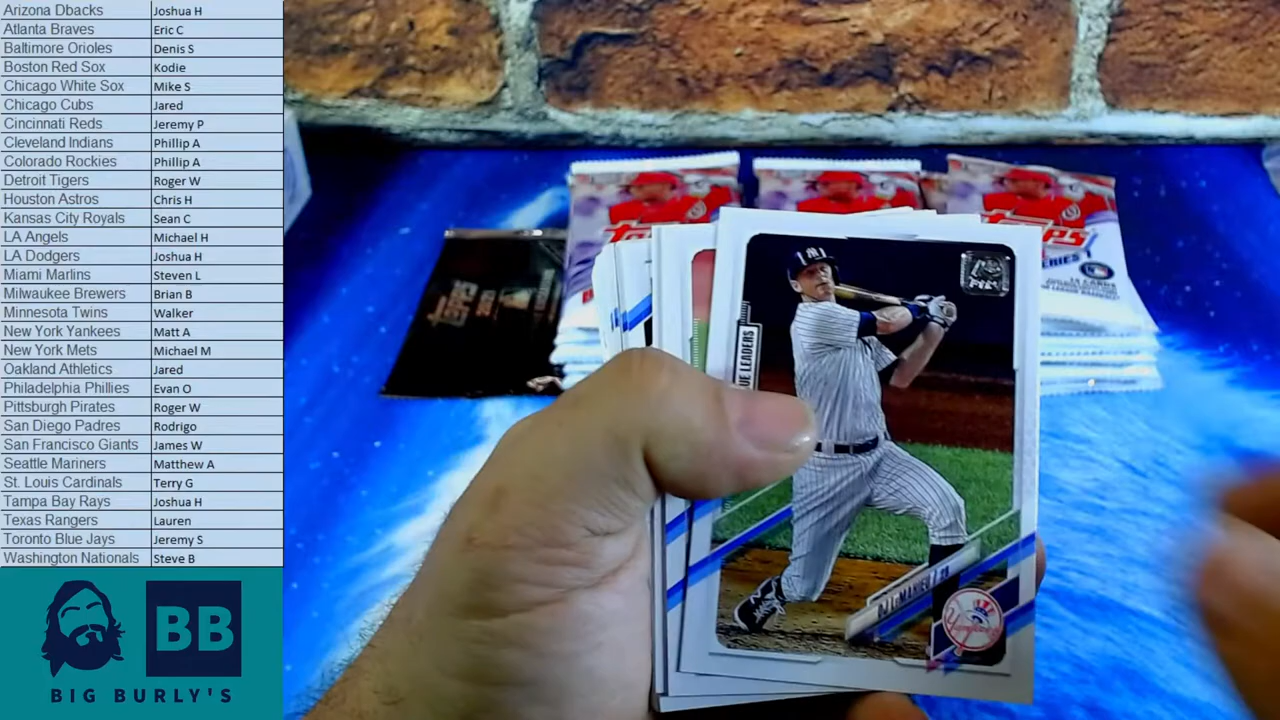 Arizona Dbacks Joshua H
Atlanta Braves Eric C
Baltimore Orioles Denis S
Boston Red Sox Kodie
Chicago White Sox Mike S
Chicago Cubs Jared
Cincinnati Reds Jeremy P
Cleveland Indians Phillip A
Colorado Rockies Phillip A
Detroit Tigers Roger W
Houston Astros Chris H
Kansas City Royals Sean C
LA Angels Michael H
LA Dodgers Joshua H
Miami Marlins Steven L
Milwaukee Brewers Brian B
Minnesota Twins Walker
New York Yankees Matt A
New York Mets Michael M
Oakland Athletics Jared
Philadelphia Phillies Evan O
Pittsburgh Pirates Roger W
San Diego Padres Rodrigo
San Francisco Giants James W
Seattle Mariners Matthew A
St. Louis Cardinals Terry G
Tampa Bay Rays Joshua H
Texas Rangers Lauren
Toronto Blue Jays Jeremy S
Washington Nationals Steve B
BB
BIG BURLY'S
TOPPS
SERIES 1
LEADERS
DJ LeMAHIEU
Yankees